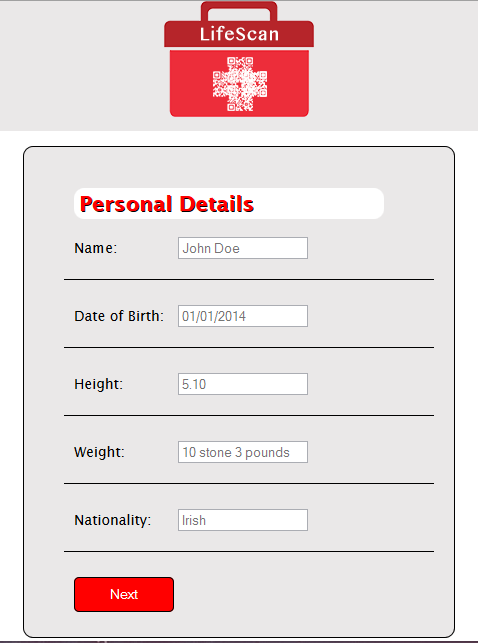 LifeScan
Personal Details
Name: John Doe
Date of Birth: 01/01/2014
Height: 5.10
Weight: 10 stone 3 pounds
Nationality: Irish
Next